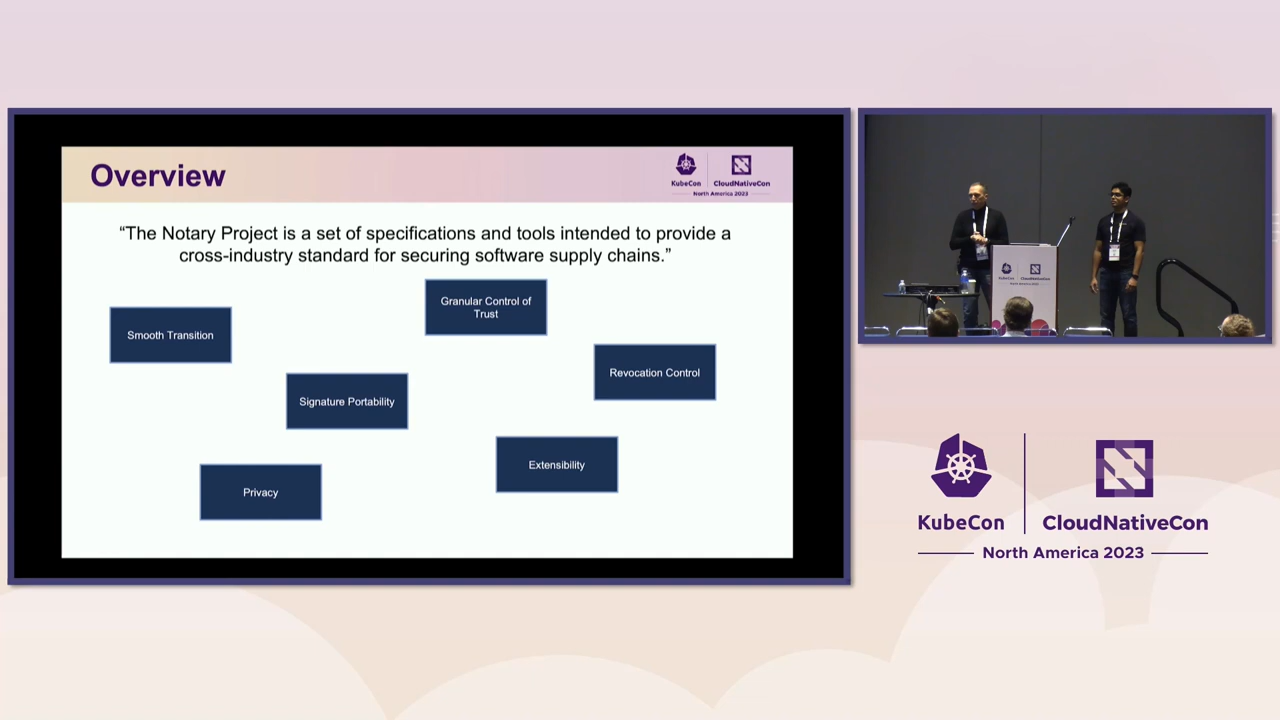 Overview
KubeCon
CloudNativeCon
North America 2023
“The Notary Project is a set of specifications and tools intended to provide a
cross-industry standard for securing software supply chains.”
Granular Control of
Trust
Smooth Transition
Revocation Control
Signature Portability
Extensibility
Privacy
KubeCon
CloudNativeCon
North America 2023